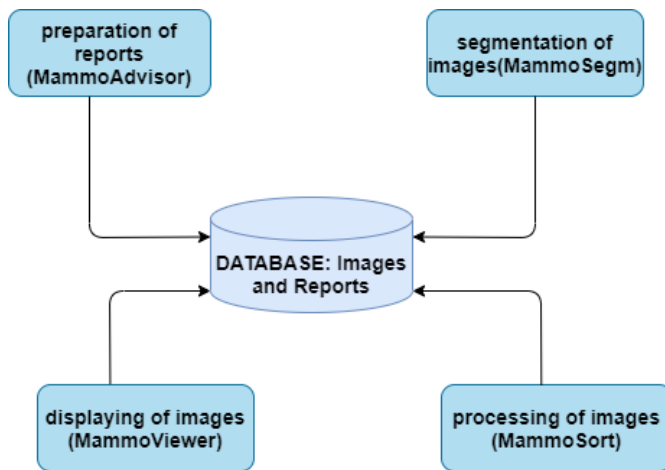 preparation of
reports
(MammoAdvisor)
segmentation of
images(MammoSegm)
DATABASE: Images
and Reports
displaying of images
(MammoViewer)
processing of images
(MammoSort)